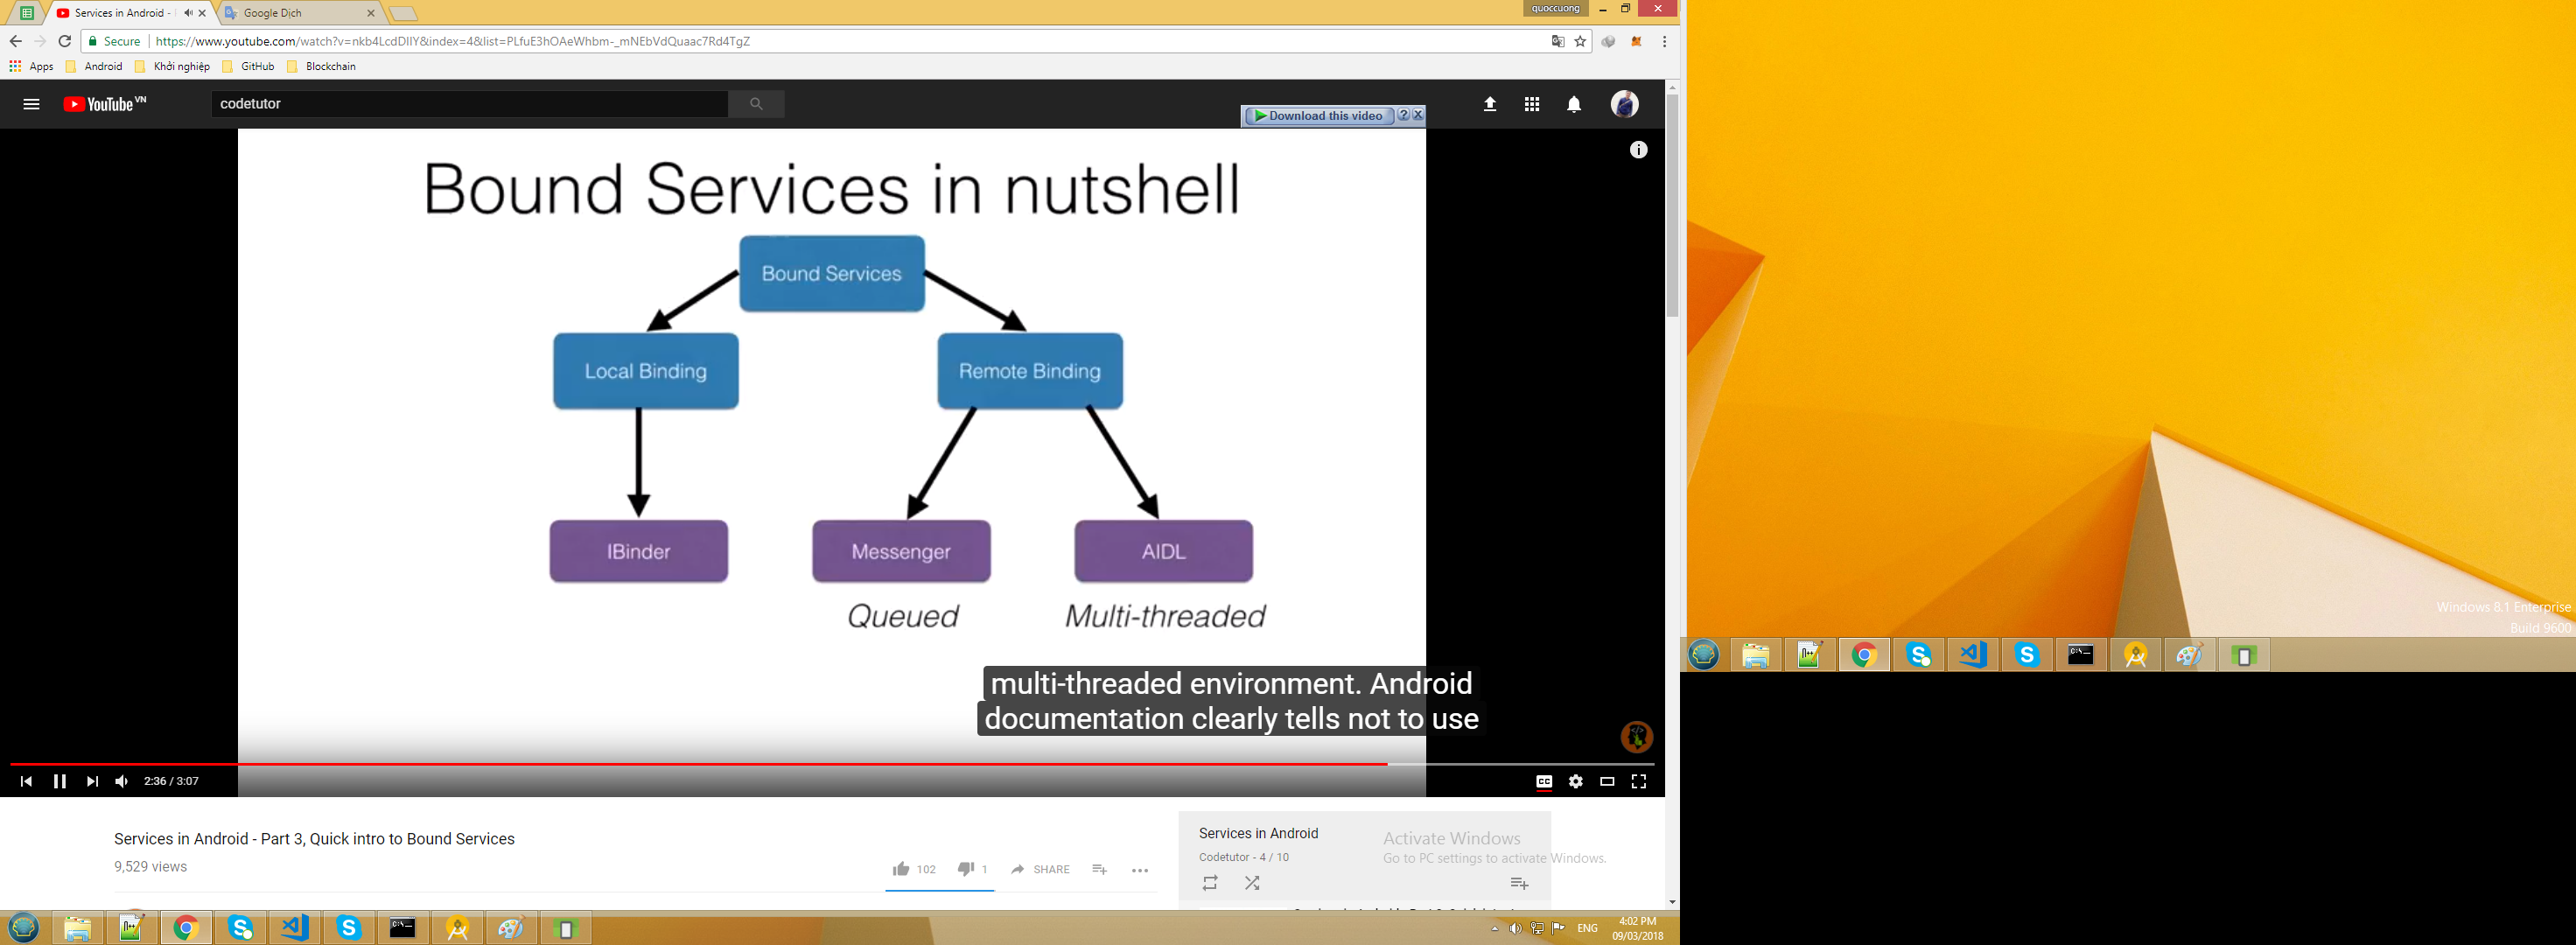 Services in Android -
Google Dịch
quoccuong
Secure
https://www.youtube.com/watch?v=nkb4LcdDIIY&index=4&list=PLfuE3hOAeWhbm-_mNEbVdQuaac7Rd4TgZ
Apps
Android
Khởi nghiệp
GitHub
Blockchain
YouTube VN
codetutor
Download this video
Bound Services in nutshell
Bound Services
Local Binding
Remote Binding
IBinder
Messenger
AIDL
Queued
Multi-threaded
multi-threaded environment. Android
documentation clearly tells not to use
2:36 / 3:07
CC
Services in Android - Part 3, Quick intro to Bound Services
9,529 views
102
1
SHARE
Services in Android
Codetutor - 4 / 10
Activate Windows
Go to PC settings to activate Windows.
ENG
4:02 PM
09/03/2018
Windows 8.1 Enterprise
Build 9600